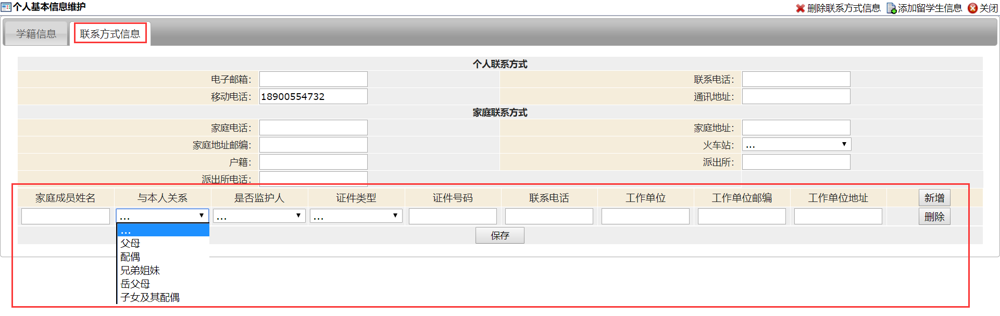 个人基本信息维护
删除联系方式信息 添加留学生信息 关闭
学籍信息 联系方式信息
个人联系方式
电子邮箱： 联系电话：
移动电话： 18900554732 通讯地址：
家庭联系方式
家庭电话： 家庭地址：
家庭地址邮编： 火车站： ...
户籍： 派出所：
派出所电话：
家庭成员姓名 与本人关系 是否监护人 证件类型 证件号码 联系电话 工作单位 工作单位邮编 工作单位地址 新增
... ... ... 删除
...
保存
父母
配偶
兄弟姐妹
岳父母
子女及其配偶